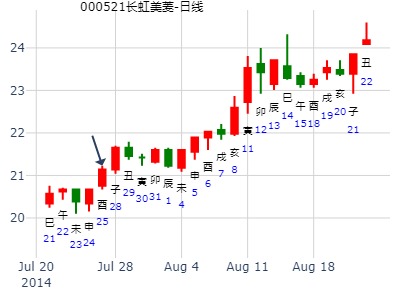 000521长虹美菱-日线
24
23
22
21
20
巳
21
午
22
未
23
申
24
酉
25
子
28
丑
29
寅
30
卯
31
辰
1
未
4
申
5
酉
6
戌
7
亥
8
寅
11
卯
12
辰
13
巳
14
午
15
酉
18
戌
19
亥
20
子
21
丑
22
Jul 20
2014
Jul 28
Aug 4
Aug 11
Aug 18